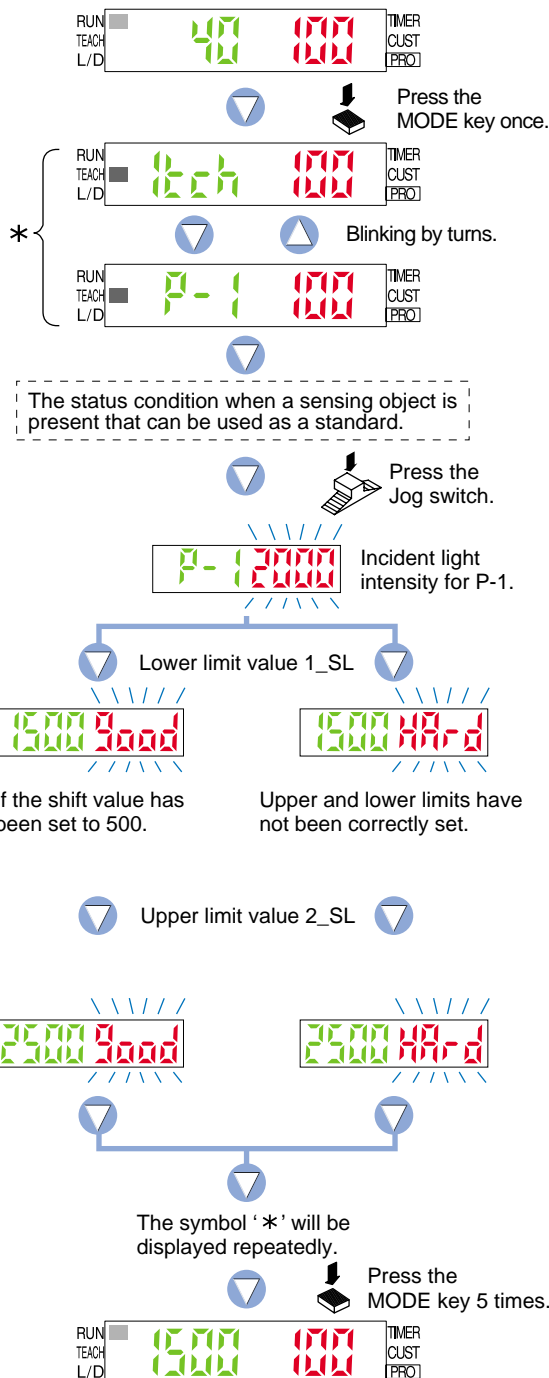 RUN 40 100 TIMER
TEACH CUST
L/D PRO
Press the
MODE key once.
RUN 1tch 100 TIMER
TEACH CUST
L/D PRO
* Blinking by turns.
RUN P-1 100 TIMER
TEACH CUST
L/D PRO
The status condition when a sensing object is
present that can be used as a standard.
Press the
Jog switch.
P-1 2000
Incident light
intensity for P-1.
Lower limit value 1_SL
1500 good 1500 HArd
f the shift value has
been set to 500.
Upper and lower limits have
not been correctly set.
Upper limit value 2_SL
2500 good 2500 HArd
The symbol ‘*’ will be
displayed repeatedly.
Press the
MODE key 5 times.
RUN 1500 100 TIMER
TEACH CUST
L/D PRO